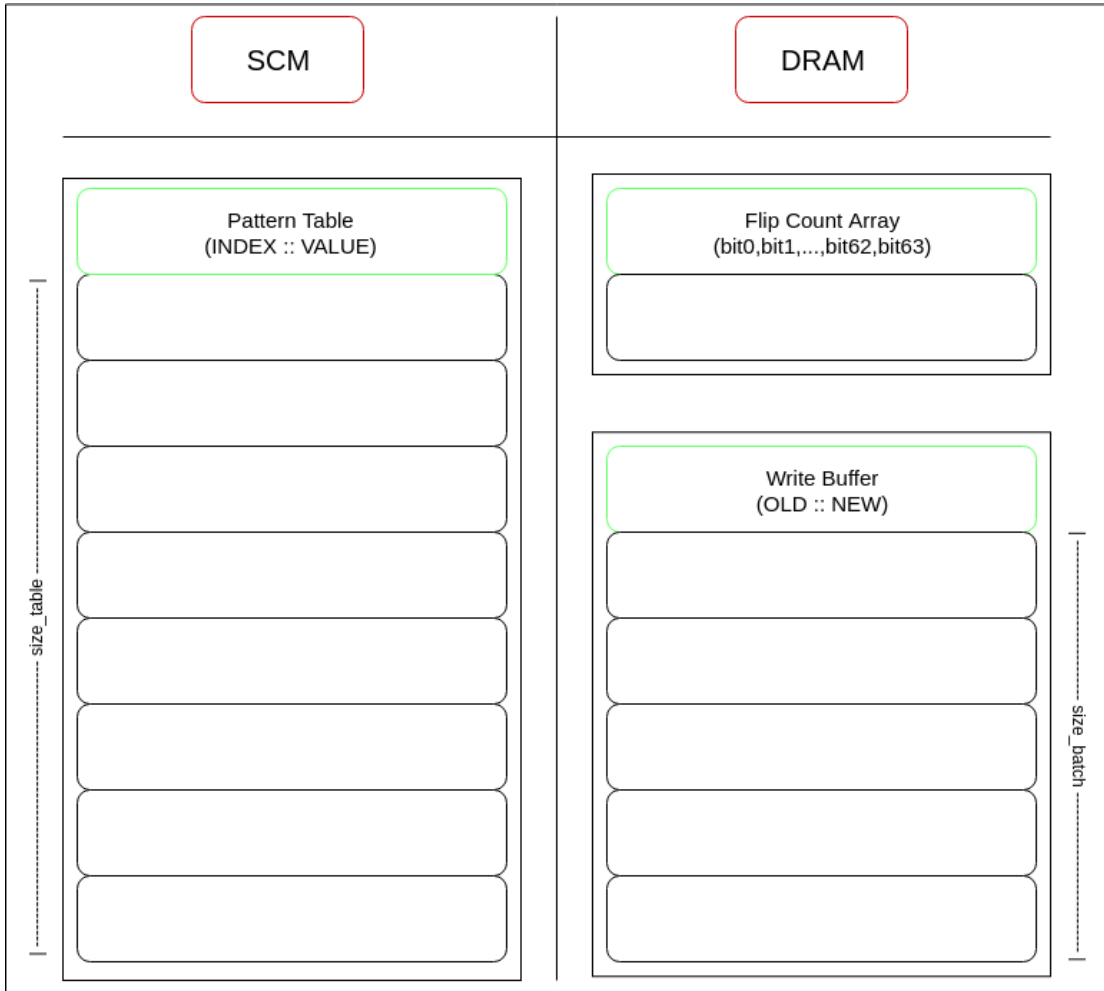 SCM
DRAM
Pattern Table
(INDEX :: VALUE)
Flip Count Array
(bit0,bit1,...,bit62,bit63)
Write Buffer
(OLD :: NEW)
size_table
size_batch